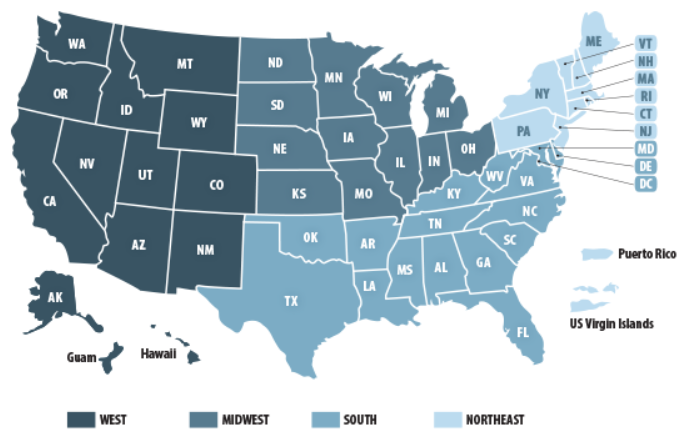 WA
MT
ND
MN
ME
VT
NH
MA
RI
CT
NJ
MD
DE
DC
OR
ID
WY
SD
WI
MI
NY
PA
NV
UT
CO
NE
IA
IL
IN
OH
CA
KS
MO
KY
WV
VA
AZ
NM
OK
AR
TN
NC
SC
TX
LA
MS
AL
GA
FL
AK
Guam
Hawaii
Puerto Rico
US Virgin Islands
WEST
MIDWEST
SOUTH
NORTHEAST